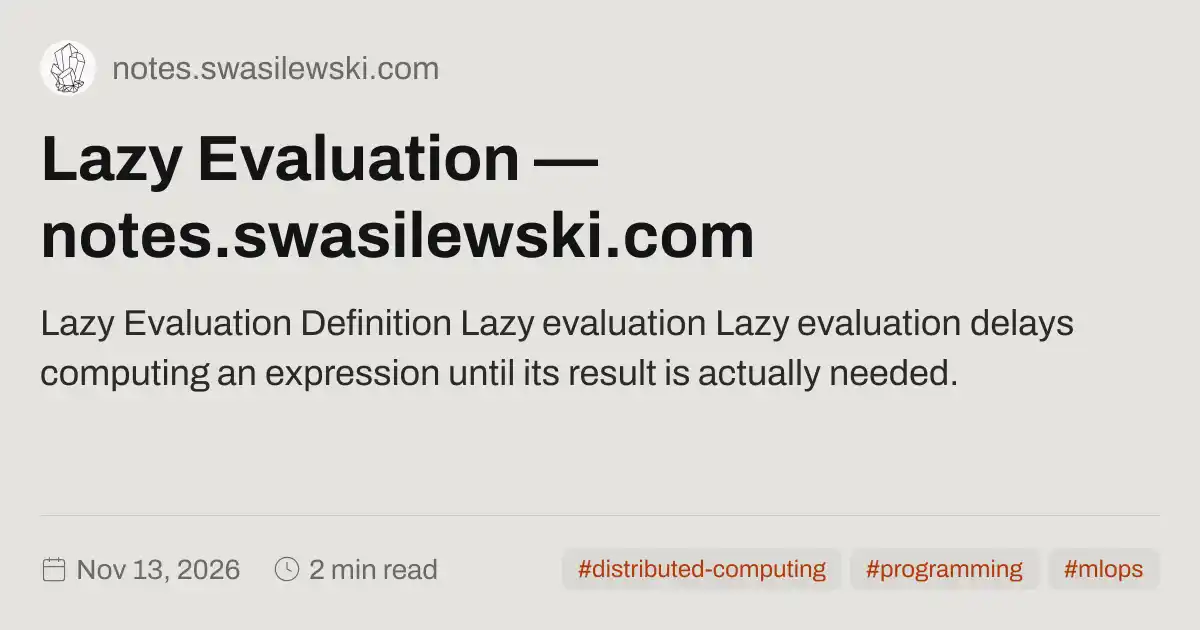 notes.swasilewski.com
Lazy Evaluation —
notes.swasilewski.com
Lazy Evaluation Definition Lazy evaluation Lazy evaluation delays
computing an expression until its result is actually needed.
Nov 13, 2026 2 min read #distributed-computing #programming #mlops